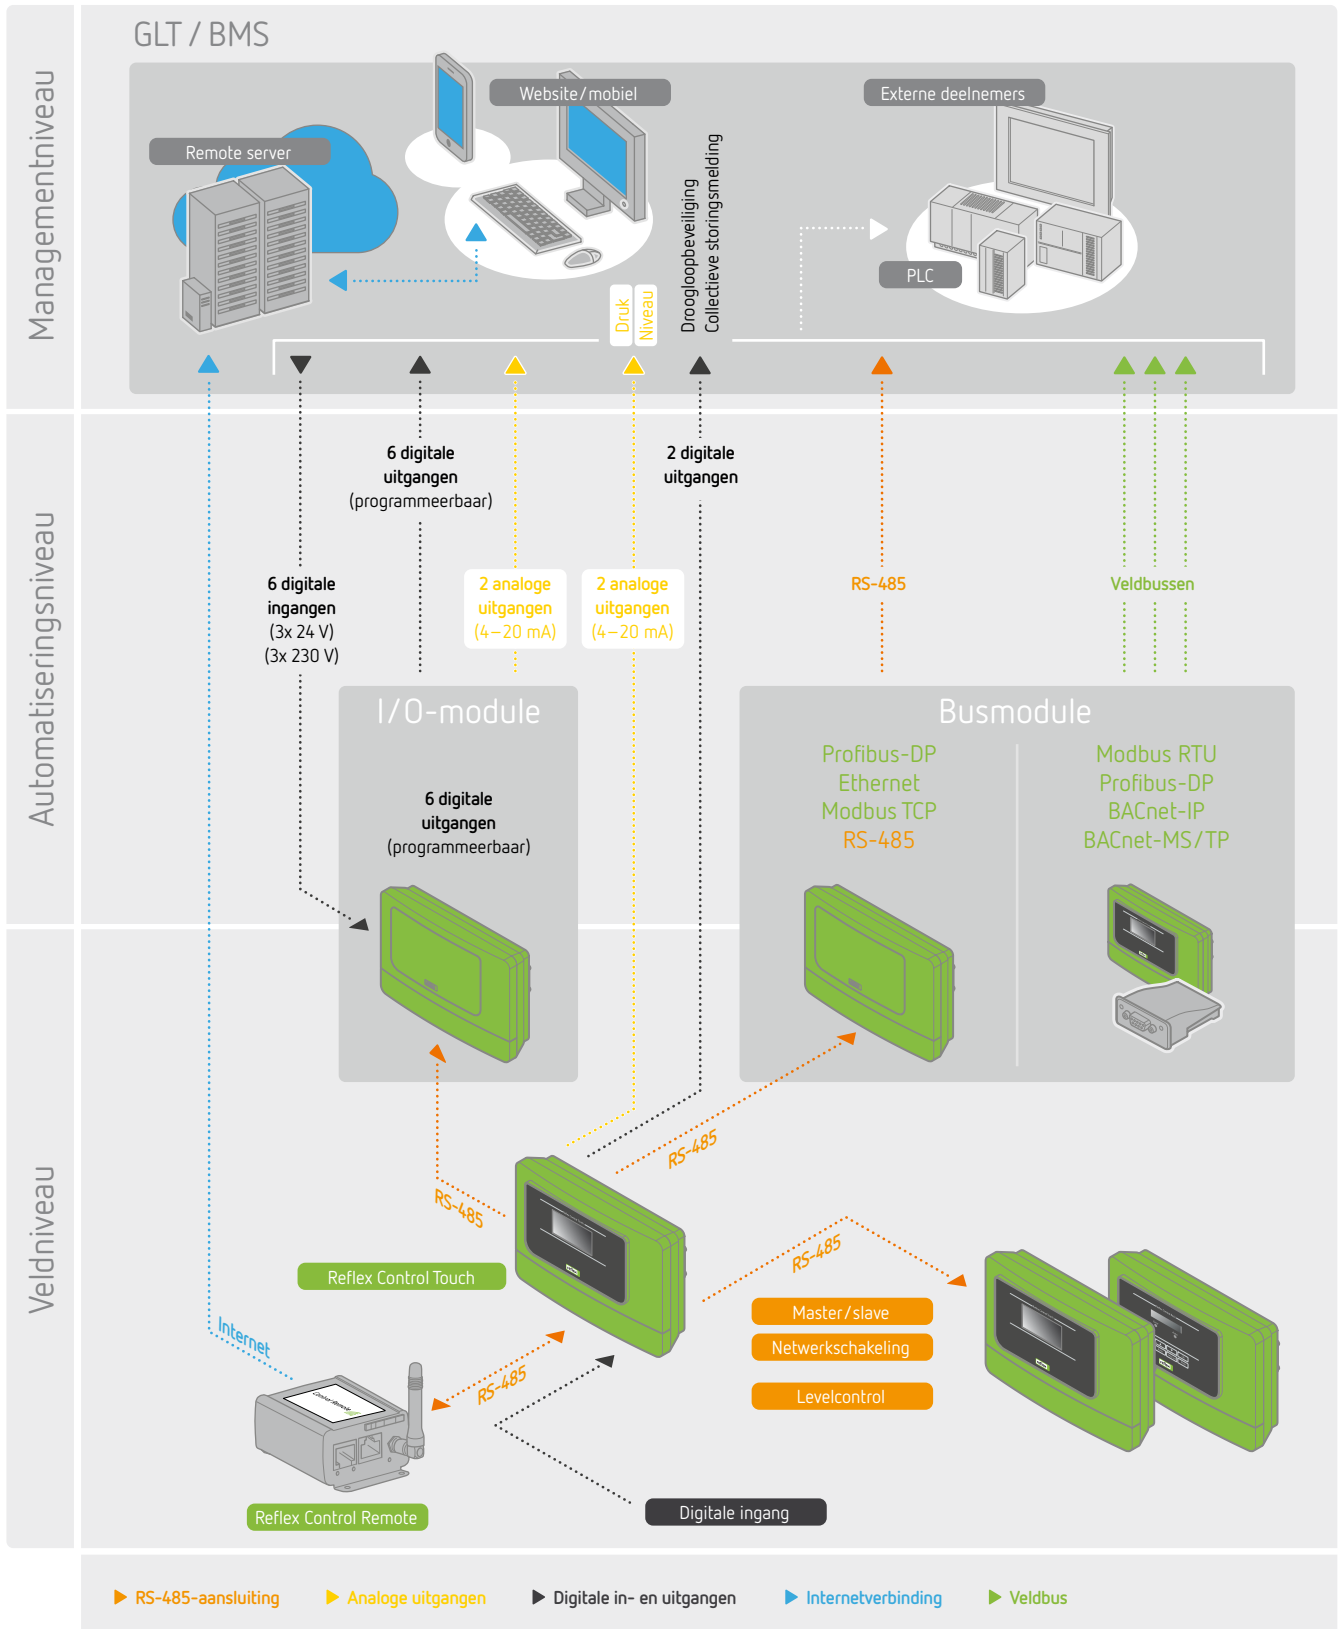 GLT / BMS
Managementniveau
Website/mobiel
Externe deelnemers
Remote server
PLC
Droogloopbeveiliging
Collectieve storingsmelding
Druk
Niveau
Automatiseringsniveau
6 digitale
uitgangen
(programmeerbaar)
2 digitale
uitgangen
6 digitale
ingangen
(3x 24 V)
(3x 230 V)
2 analoge
uitgangen
(4–20 mA)
2 analoge
uitgangen
(4–20 mA)
RS-485
Veldbussen
I/O-module
6 digitale
uitgangen
(programmeerbaar)
Busmodule
Profibus-DP
Ethernet
Modbus TCP
RS-485
Modbus RTU
Profibus-DP
BACnet-IP
BACnet-MS/TP
Veldniveau
RS-485
RS-485
RS-485
RS-485
Reflex Control Touch
Master/slave
Netwerkschakeling
Levelcontrol
Internet
Control Remote
Reflex Control Remote
Digitale ingang
RS-485-aansluiting
Analoge uitgangen
Digitale in- en uitgangen
Internetverbinding
Veldbus